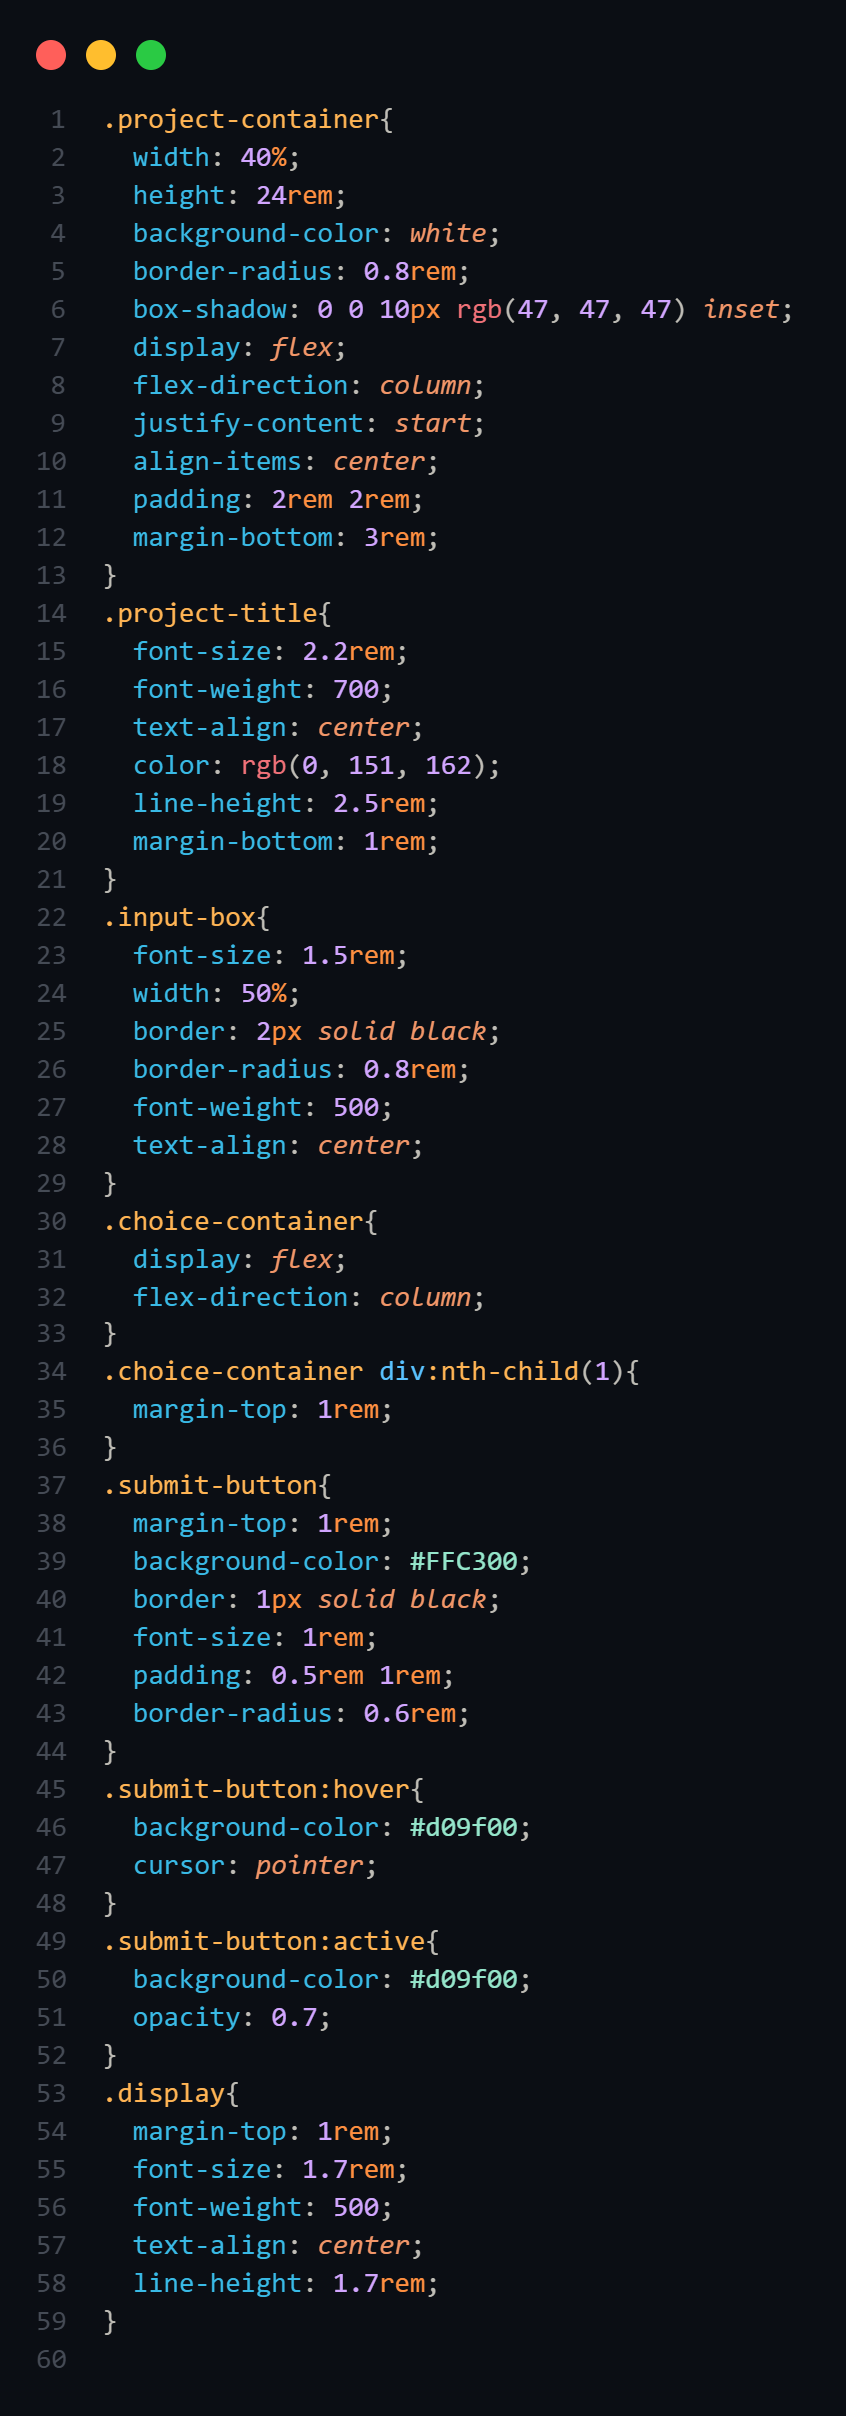 1 .project-container{
2 width: 40%;
3 height: 24rem;
4 background-color: white;
5 border-radius: 0.8rem;
6 box-shadow: 0 0 10px rgb(47, 47, 47) inset;
7 display: flex;
8 flex-direction: column;
9 justify-content: start;
10 align-items: center;
11 padding: 2rem 2rem;
12 margin-bottom: 3rem;
13 }
14 .project-title{
15 font-size: 2.2rem;
16 font-weight: 700;
17 text-align: center;
18 color: rgb(0, 151, 162);
19 line-height: 2.5rem;
20 margin-bottom: 1rem;
21 }
22 .input-box{
23 font-size: 1.5rem;
24 width: 50%;
25 border: 2px solid black;
26 border-radius: 0.8rem;
27 font-weight: 500;
28 text-align: center;
29 }
30 .choice-container{
31 display: flex;
32 flex-direction: column;
33 }
34 .choice-container div:nth-child(1){
35 margin-top: 1rem;
36 }
37 .submit-button{
38 margin-top: 1rem;
39 background-color: #FFC300;
40 border: 1px solid black;
41 font-size: 1rem;
42 padding: 0.5rem 1rem;
43 border-radius: 0.6rem;
44 }
45 .submit-button:hover{
46 background-color: #d09f00;
47 cursor: pointer;
48 }
49 .submit-button:active{
50 background-color: #d09f00;
51 opacity: 0.7;
52 }
53 .display{
54 margin-top: 1rem;
55 font-size: 1.7rem;
56 font-weight: 500;
57 text-align: center;
58 line-height: 1.7rem;
59 }
60